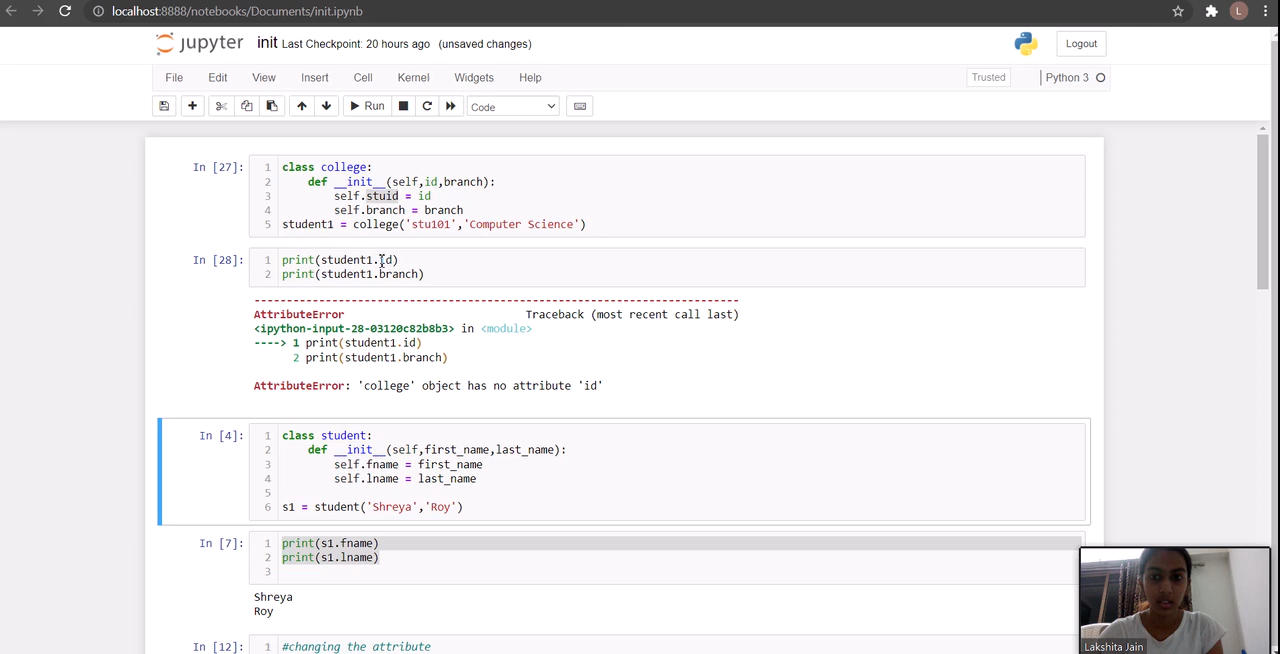 localhost:8888/notebooks/Documents/init.ipynb
L
jupyter init Last Checkpoint: 20 hours ago (unsaved changes)
Logout
File Edit View Insert Cell Kernel Widgets Help
Trusted
Python 3
Run
Code
In [27]:
1 class college:
2 def __init__(self,id,branch):
3 self.stuid = id
4 self.branch = branch
5 student1 = college('stu101','Computer Science')
In [28]:
1 print(student1.id)
2 print(student1.branch)
---------------------------------------------------------------------------
AttributeError Traceback (most recent call last)
<ipython-input-28-03120c82b8b3> in <module>
----> 1 print(student1.id)
2 print(student1.branch)
AttributeError: 'college' object has no attribute 'id'
In [4]:
1 class student:
2 def __init__(self,first_name,last_name):
3 self.fname = first_name
4 self.lname = last_name
5
6 s1 = student('Shreya','Roy')
In [7]:
1 print(s1.fname)
2 print(s1.lname)
3
Shreya
Roy
In [12]:
1 #changing the attribute
Lakshita Jain